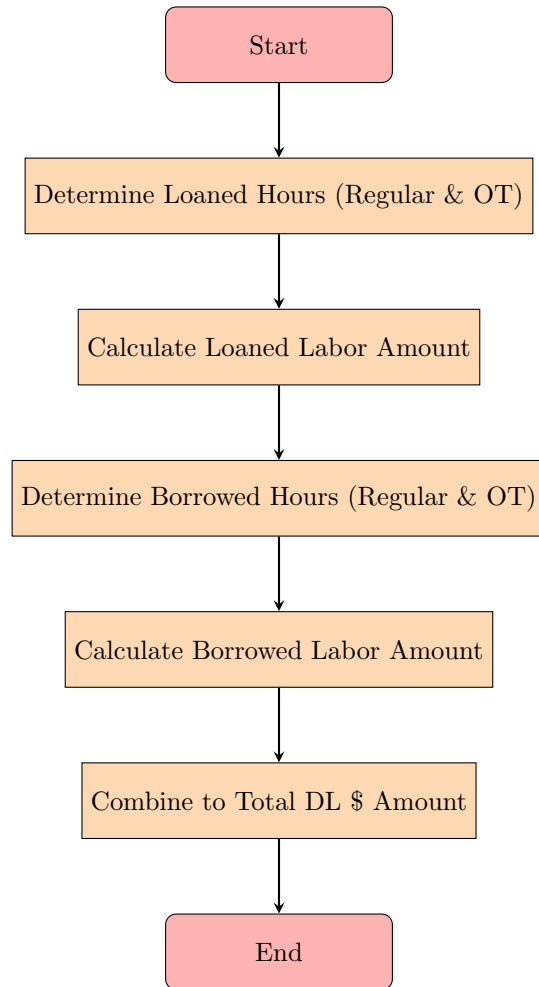 Start
Determine Loaned Hours (Regular & OT)
Calculate Loaned Labor Amount
Determine Borrowed Hours (Regular & OT)
Calculate Borrowed Labor Amount
Combine to Total DL $ Amount
End